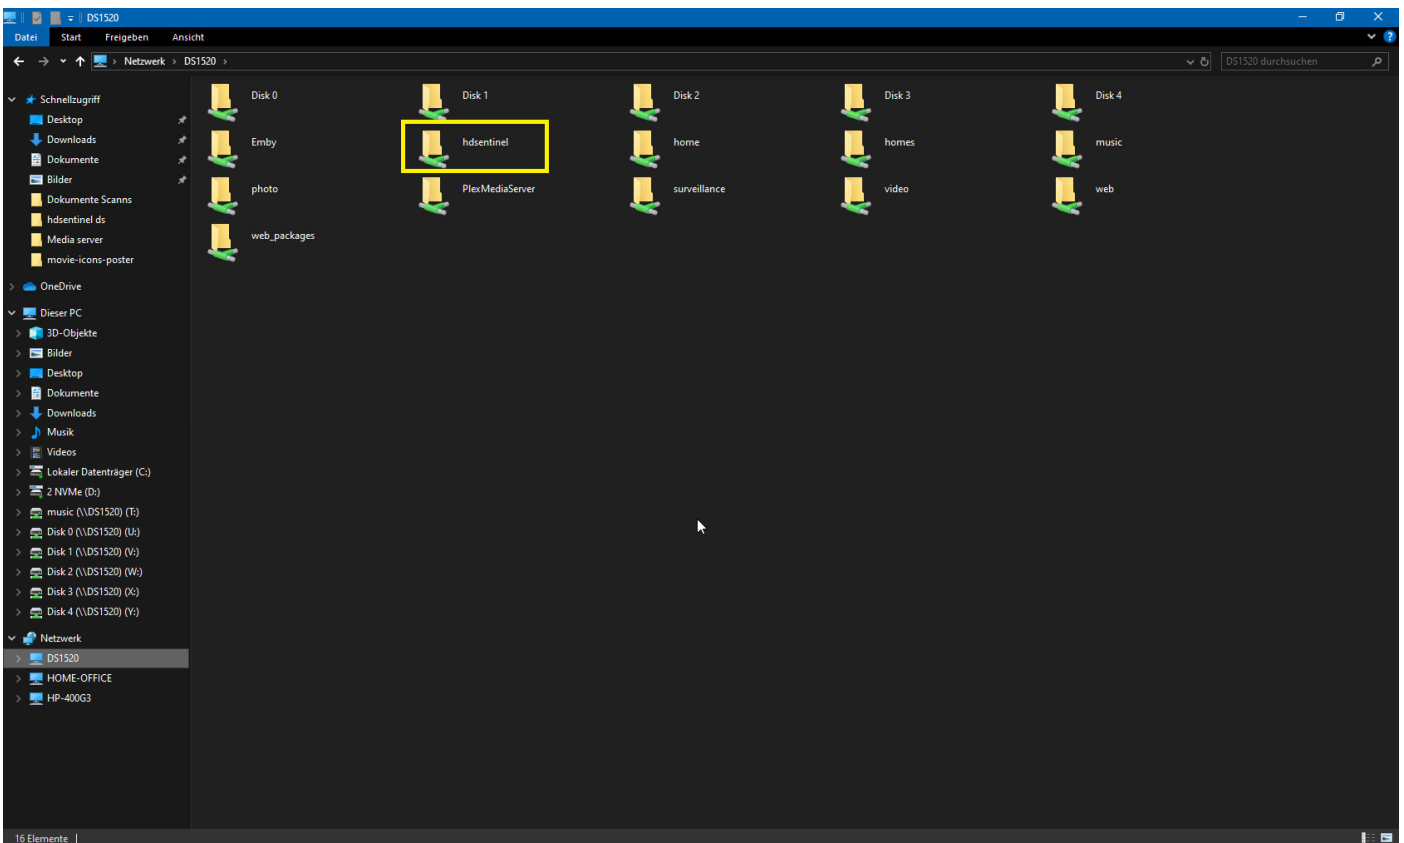 DS1520
Datei Start Freigeben Ansicht
Netzwerk DS1520 DS1520 durchsuchen
Schnellzugriff
Desktop
Downloads
Dokumente
Bilder
Dokumente Scanns
hdsentinel ds
Media server
movie-icons-poster
OneDrive
Dieser PC
3D-Objekte
Bilder
Desktop
Dokumente
Downloads
Musik
Videos
Lokaler Datenträger (C:)
2 NVMe (D:)
music (\\DS1520) (T:)
Disk 0 (\\DS1520) (U:)
Disk 1 (\\DS1520) (V:)
Disk 2 (\\DS1520) (W:)
Disk 3 (\\DS1520) (X:)
Disk 4 (\\DS1520) (Y:)
Netzwerk
DS1520
HOME-OFFICE
HP-400G3
Disk 0 Disk 1 Disk 2 Disk 3 Disk 4
Emby hdsentinel home homes music
photo PlexMediaServer surveillance video web
web_packages
16 Elemente